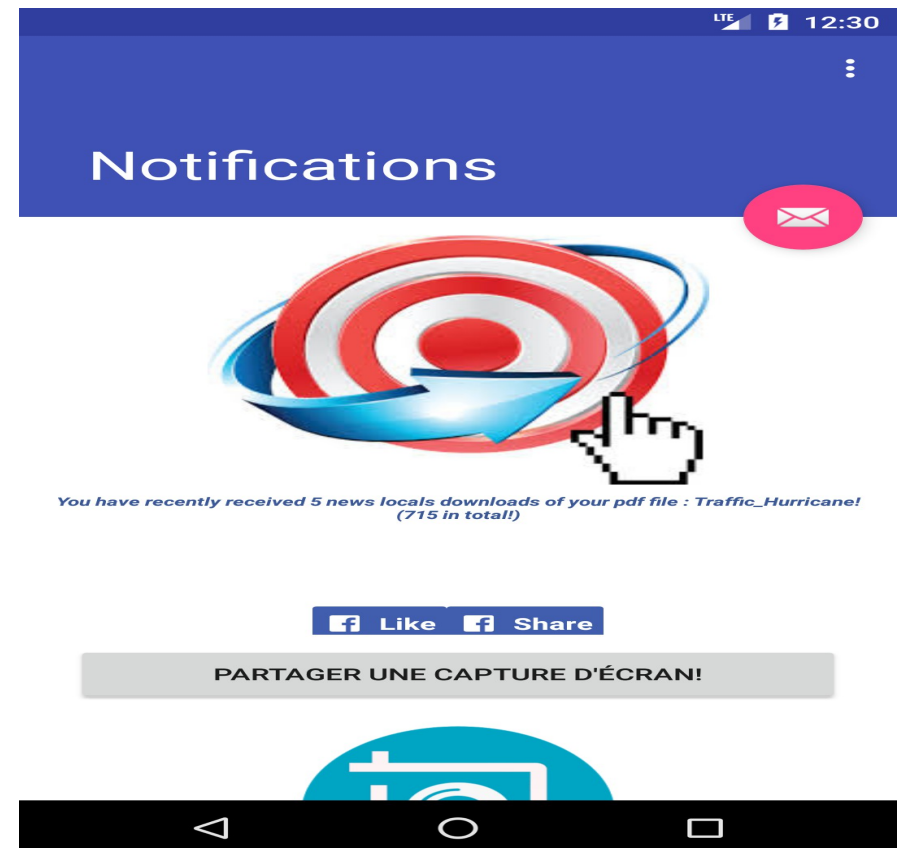 LTE 12:30
Notifications
You have recently received 5 news locals downloads of your pdf file : Traffic_Hurricane!
(715 in total!)
Like Share
PARTAGER UNE CAPTURE D'ÉCRAN!